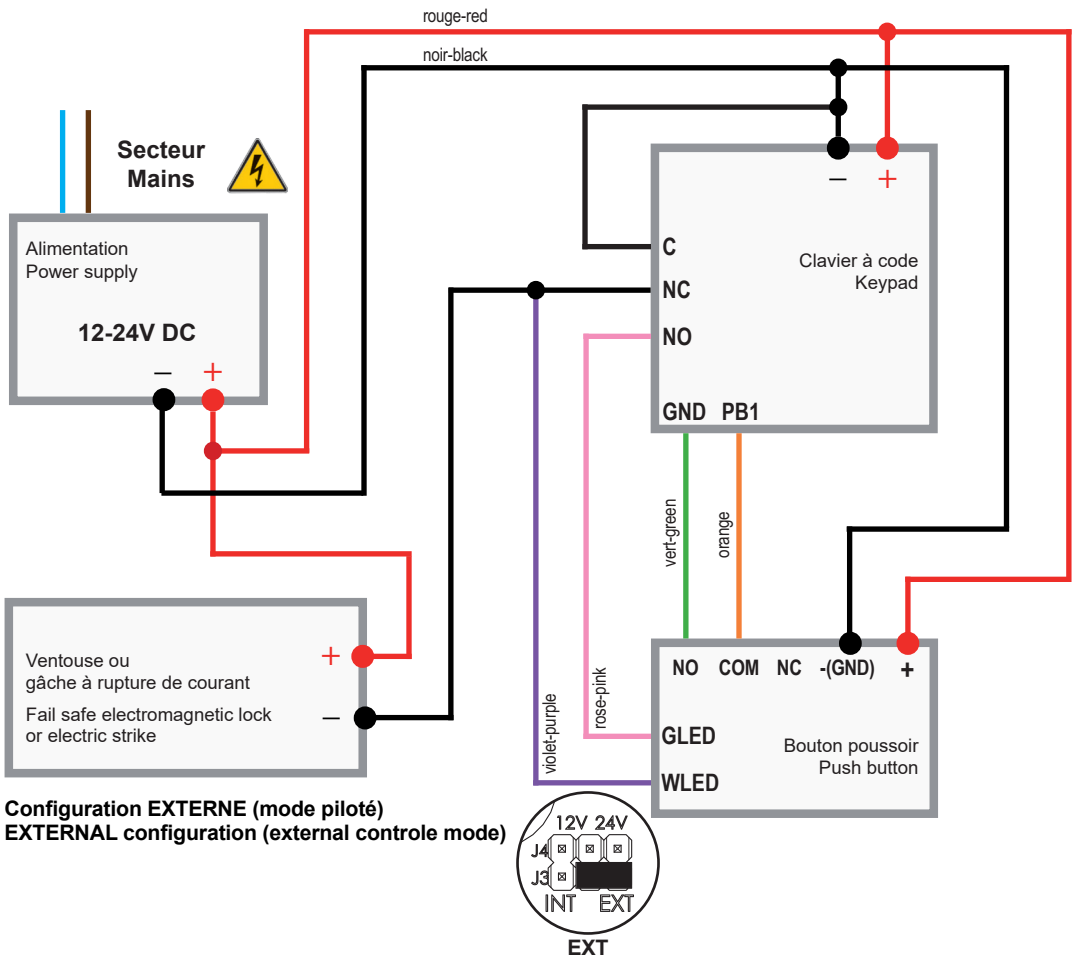 rouge-red
noir-black
Secteur
Mains
Alimentation
Power supply
12-24V DC
– +
– +
C
NC
NO
Clavier à code
Keypad
GND PB1
vert-green
orange
rose-pink
violet-purple
Ventouse ou
gâche à rupture de courant
Fail safe electromagnetic lock
or electric strike
+
–
NO COM NC -(GND) +
GLED
WLED
Bouton poussoir
Push button
Configuration EXTERNE (mode piloté)
EXTERNAL configuration (external controle mode)
12V 24V
J4
J3
INT EXT
EXT